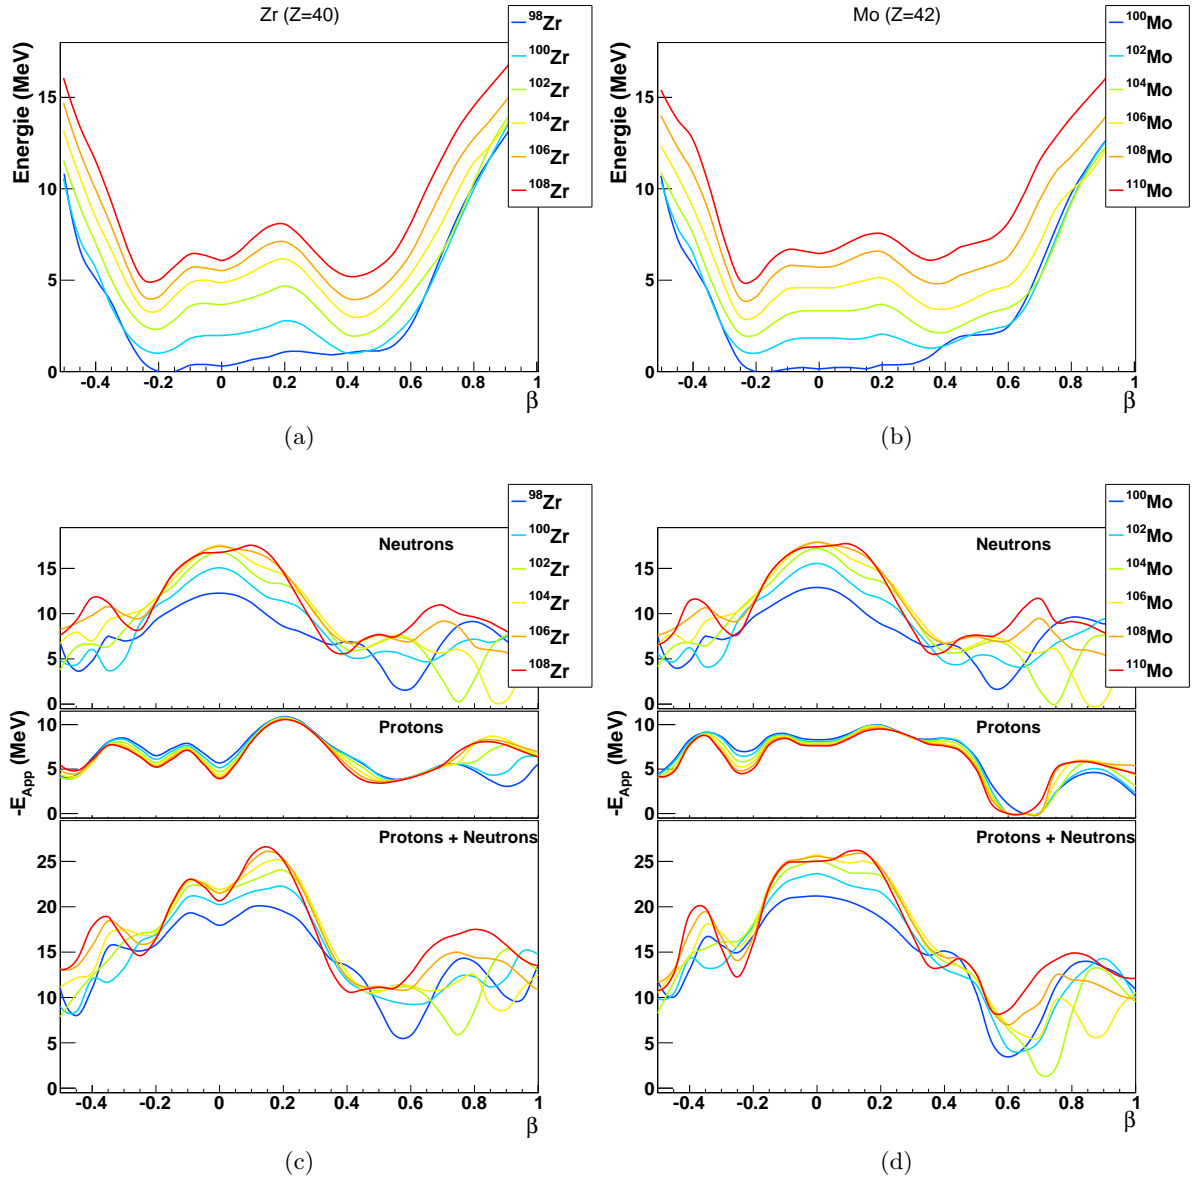 Zr (Z=40)
Energie (MeV)
15
10
5
0
-0.4 -0.2 0 0.2 0.4 0.6 0.8 1
β
⁹⁸Zr
¹⁰⁰Zr
¹⁰²Zr
¹⁰⁴Zr
¹⁰⁶Zr
¹⁰⁸Zr
(a)
Mo (Z=42)
Energie (MeV)
15
10
5
0
-0.4 -0.2 0 0.2 0.4 0.6 0.8 1
β
¹⁰⁰Mo
¹⁰²Mo
¹⁰⁴Mo
¹⁰⁶Mo
¹⁰⁸Mo
¹¹⁰Mo
(b)
⁹⁸Zr
¹⁰⁰Zr
¹⁰²Zr
¹⁰⁴Zr
¹⁰⁶Zr
¹⁰⁸Zr
Neutrons
15
10
5
0
Protons
10
5
0
-E_App (MeV)
Protons + Neutrons
25
20
15
10
5
0
-0.4 -0.2 0 0.2 0.4 0.6 0.8 1
β
(c)
¹⁰⁰Mo
¹⁰²Mo
¹⁰⁴Mo
¹⁰⁶Mo
¹⁰⁸Mo
¹¹⁰Mo
Neutrons
15
10
5
0
Protons
10
5
0
-E_App (MeV)
Protons + Neutrons
25
20
15
10
5
0
-0.4 -0.2 0 0.2 0.4 0.6 0.8 1
β
(d)